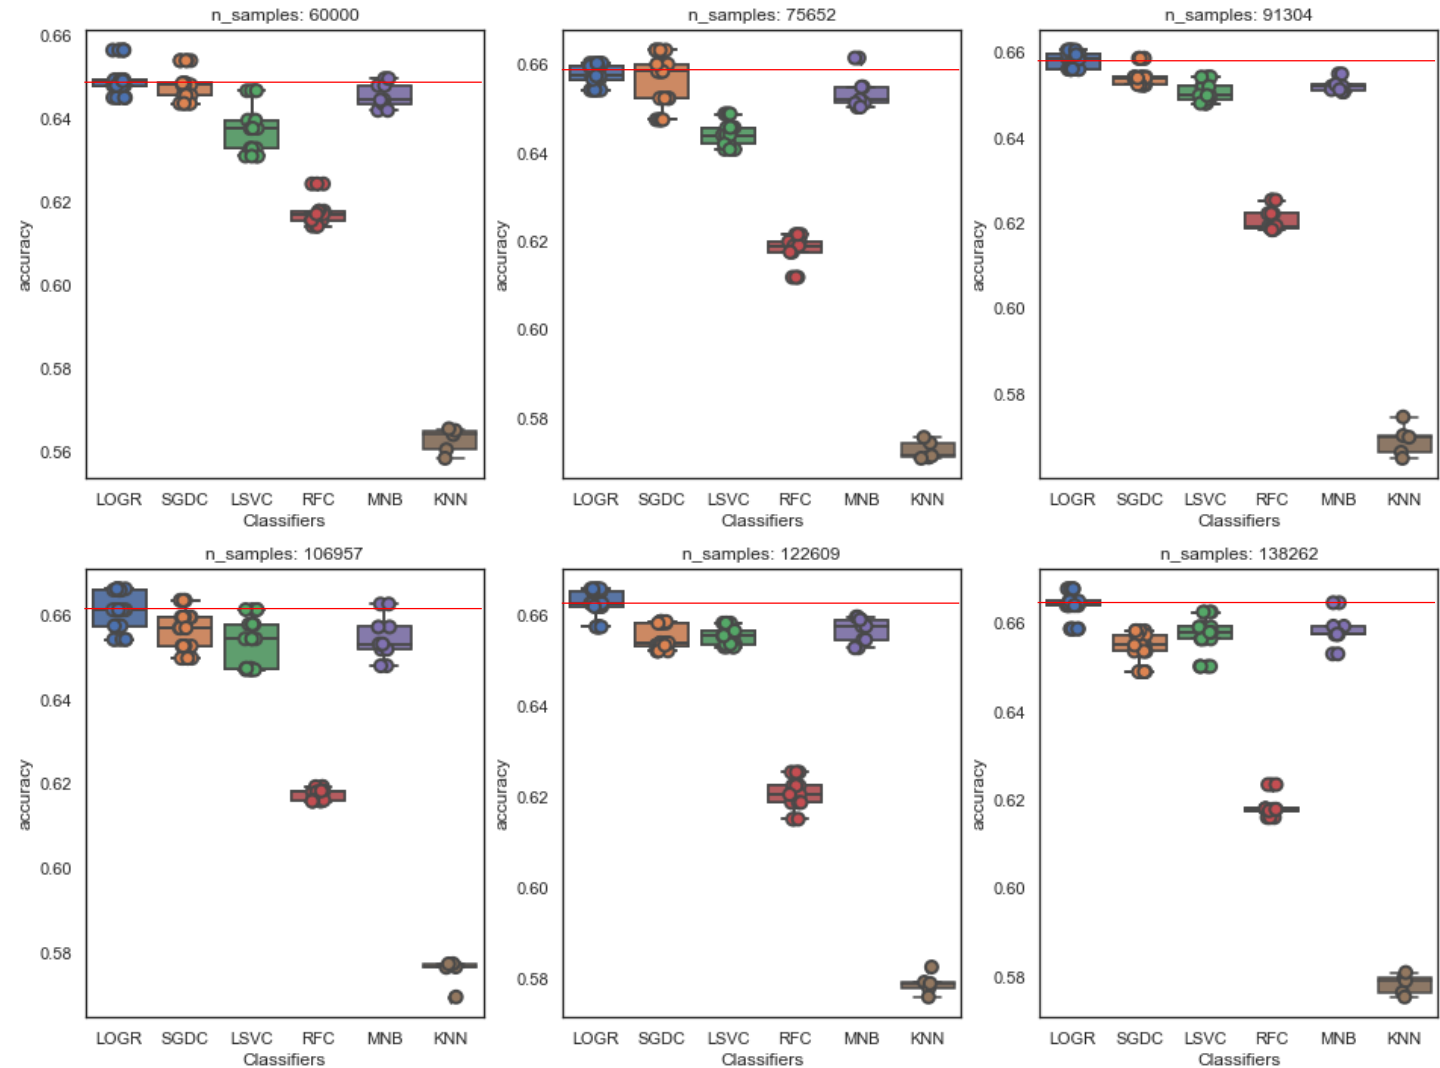 n_samples: 60000
n_samples: 75652
n_samples: 91304
accuracy
0.66
0.64
0.62
0.60
0.58
0.56
LOGR SGDC LSVC RFC MNB KNN
Classifiers
accuracy
0.66
0.64
0.62
0.60
0.58
LOGR SGDC LSVC RFC MNB KNN
Classifiers
accuracy
0.66
0.64
0.62
0.60
0.58
LOGR SGDC LSVC RFC MNB KNN
Classifiers
n_samples: 106957
n_samples: 122609
n_samples: 138262
accuracy
0.66
0.64
0.62
0.60
0.58
LOGR SGDC LSVC RFC MNB KNN
Classifiers
accuracy
0.66
0.64
0.62
0.60
0.58
LOGR SGDC LSVC RFC MNB KNN
Classifiers
accuracy
0.66
0.64
0.62
0.60
0.58
LOGR SGDC LSVC RFC MNB KNN
Classifiers